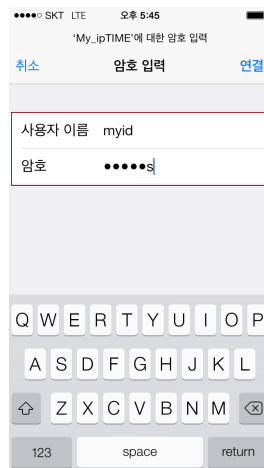 ●●●●○ SKT LTE 오후 5:45
‘My_ipTIME’에 대한 암호 입력
취소 암호 입력 연결
사용자 이름 myid
암호 ●●●●●s
Q W E R T Y U I O P
A S D F G H J K L
Z X C V B N M
123 space return